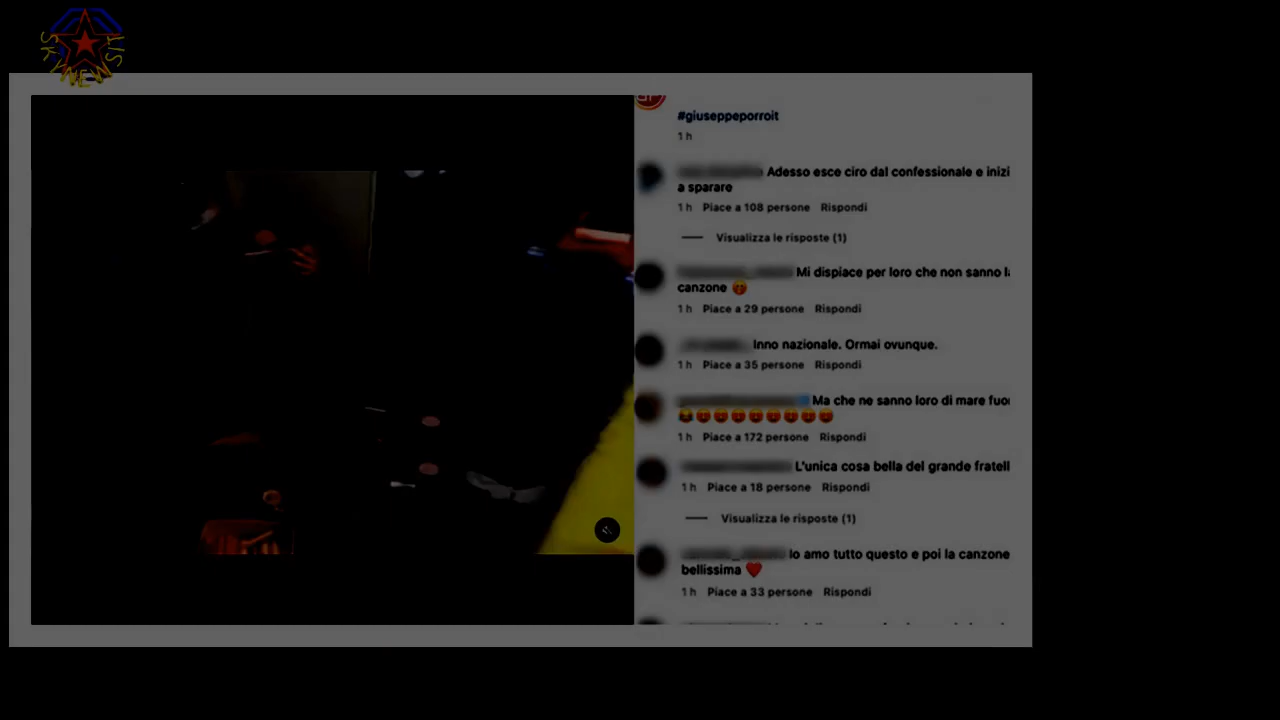 SKYNEWLIS
#giuseppeporroit
1 h
Adesso esce ciro dal confessionale e inizi
a sparare
1 h Piace a 108 persone Rispondi
Visualizza le risposte (1)
Mi dispiace per loro che non sanno la
canzone 🤭
1 h Piace a 29 persone Rispondi
Inno nazionale. Ormai ovunque.
1 h Piace a 35 persone Rispondi
Ma che ne sanno loro di mare fuor
1 h Piace a 172 persone Rispondi
L'unica cosa bella del grande fratell
1 h Piace a 18 persone Rispondi
Visualizza le risposte (1)
Io amo tutto questo e poi la canzone
bellissima ❤️
1 h Piace a 33 persone Rispondi